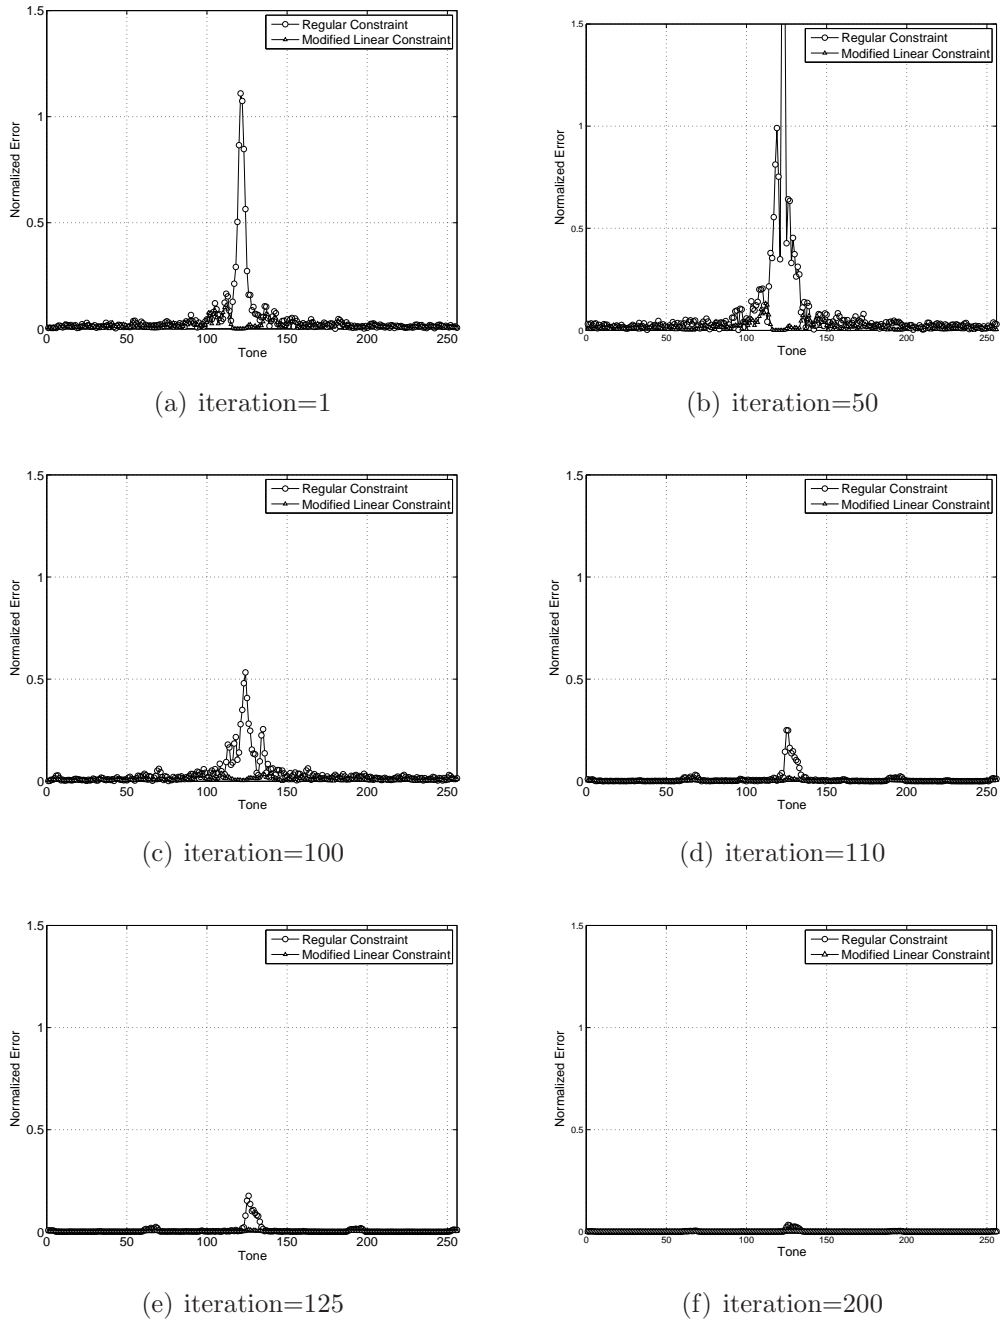 1.5
1
0.5
0
Normalized Error
0 50 100 150 200 250
Tone
Regular Constraint
Modified Linear Constraint
(a) iteration=1
1.5
1
0.5
0
Normalized Error
0 50 100 150 200 250
Tone
Regular Constraint
Modified Linear Constraint
(b) iteration=50
1.5
1
0.5
0
Normalized Error
0 50 100 150 200 250
Tone
Regular Constraint
Modified Linear Constraint
(c) iteration=100
1.5
1
0.5
0
Normalized Error
0 50 100 150 200 250
Tone
Regular Constraint
Modified Linear Constraint
(d) iteration=110
1.5
1
0.5
0
Normalized Error
0 50 100 150 200 250
Tone
Regular Constraint
Modified Linear Constraint
(e) iteration=125
1.5
1
0.5
0
Normalized Error
0 50 100 150 200 250
Tone
Regular Constraint
Modified Linear Constraint
(f) iteration=200